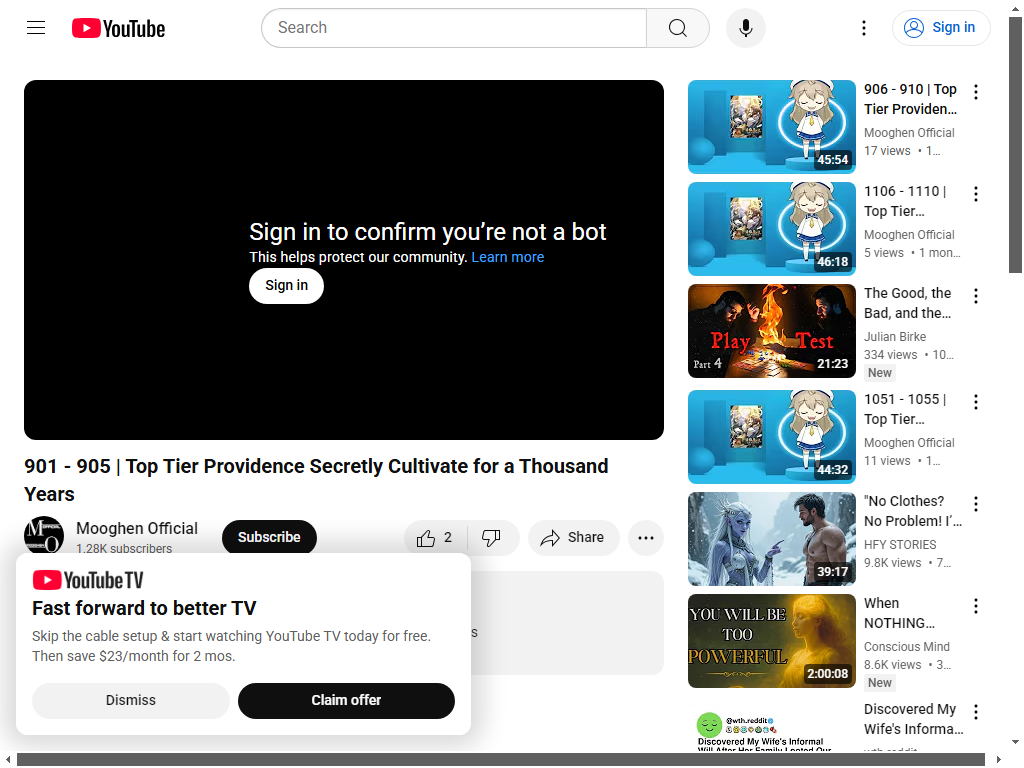 YouTube
Search
Sign in
Sign in to confirm you’re not a bot
This helps protect our community. Learn more
Sign in
901 - 905 | Top Tier Providence Secretly Cultivate for a Thousand
Years
Mooghen Official
1.28K subscribers
Subscribe
2
Share
s
YouTube TV
Fast forward to better TV
Skip the cable setup & start watching YouTube TV today for free.
Then save $23/month for 2 mos.
Dismiss
Claim offer
45:54
906 - 910 | Top
Tier Providen...
Mooghen Official
17 views • 1...
46:18
1106 - 1110 |
Top Tier...
Mooghen Official
5 views • 1 mon...
Play Test
Part 4
21:23
The Good, the
Bad, and the...
Julian Birke
334 views • 10...
New
44:32
1051 - 1055 |
Top Tier...
Mooghen Official
11 views • 1...
39:17
"No Clothes?
No Problem! I’...
HFY STORIES
9.8K views • 7...
YOU WILL BE
TOO
POWERFUL
2:00:08
When
NOTHING...
Conscious Mind
8.6K views • 3...
New
@wth.reddit
Discovered My Wife's Informal
Will After Her Family Looted Our
Discovered My
Wife's Informa...
wth.reddit